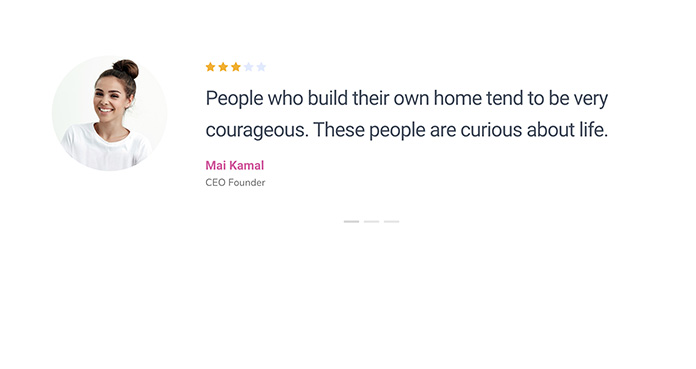 People who build their own home tend to be very
courageous. These people are curious about life.
Mai Kamal
CEO Founder